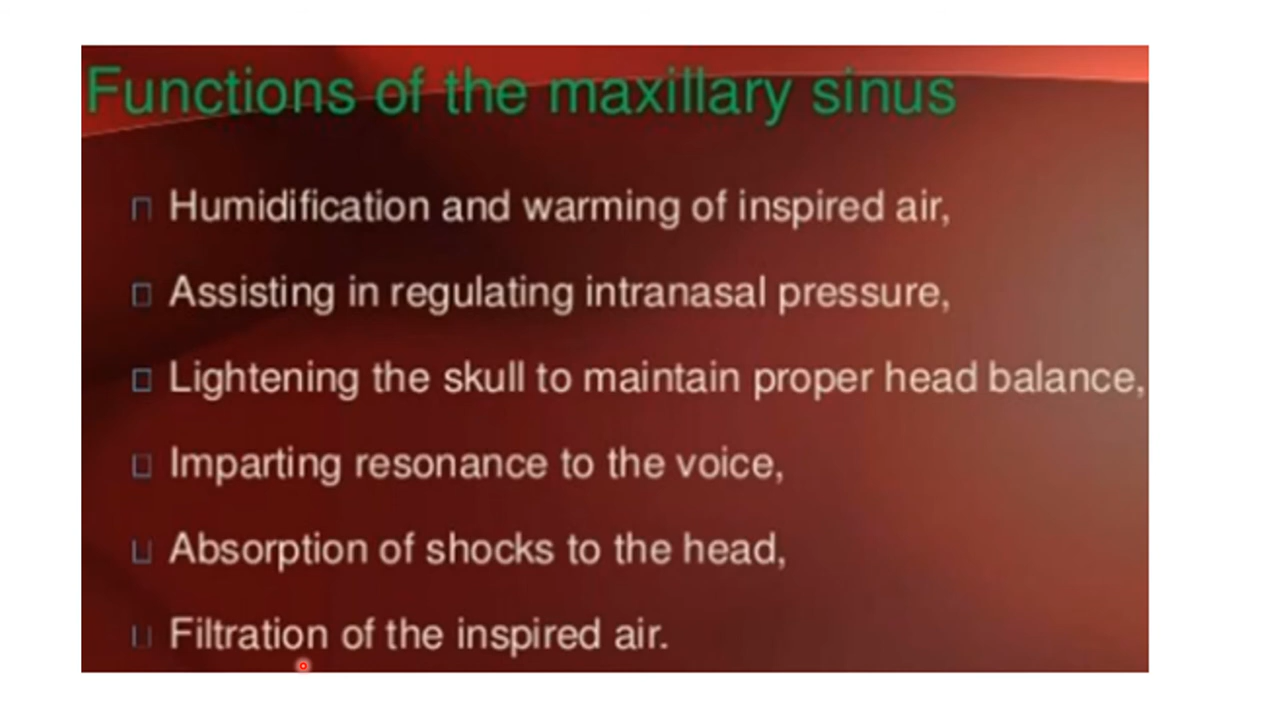 Functions of the maxillary sinus
Humidification and warming of inspired air,
Assisting in regulating intranasal pressure,
Lightening the skull to maintain proper head balance,
Imparting resonance to the voice,
Absorption of shocks to the head,
Filtration of the inspired air.